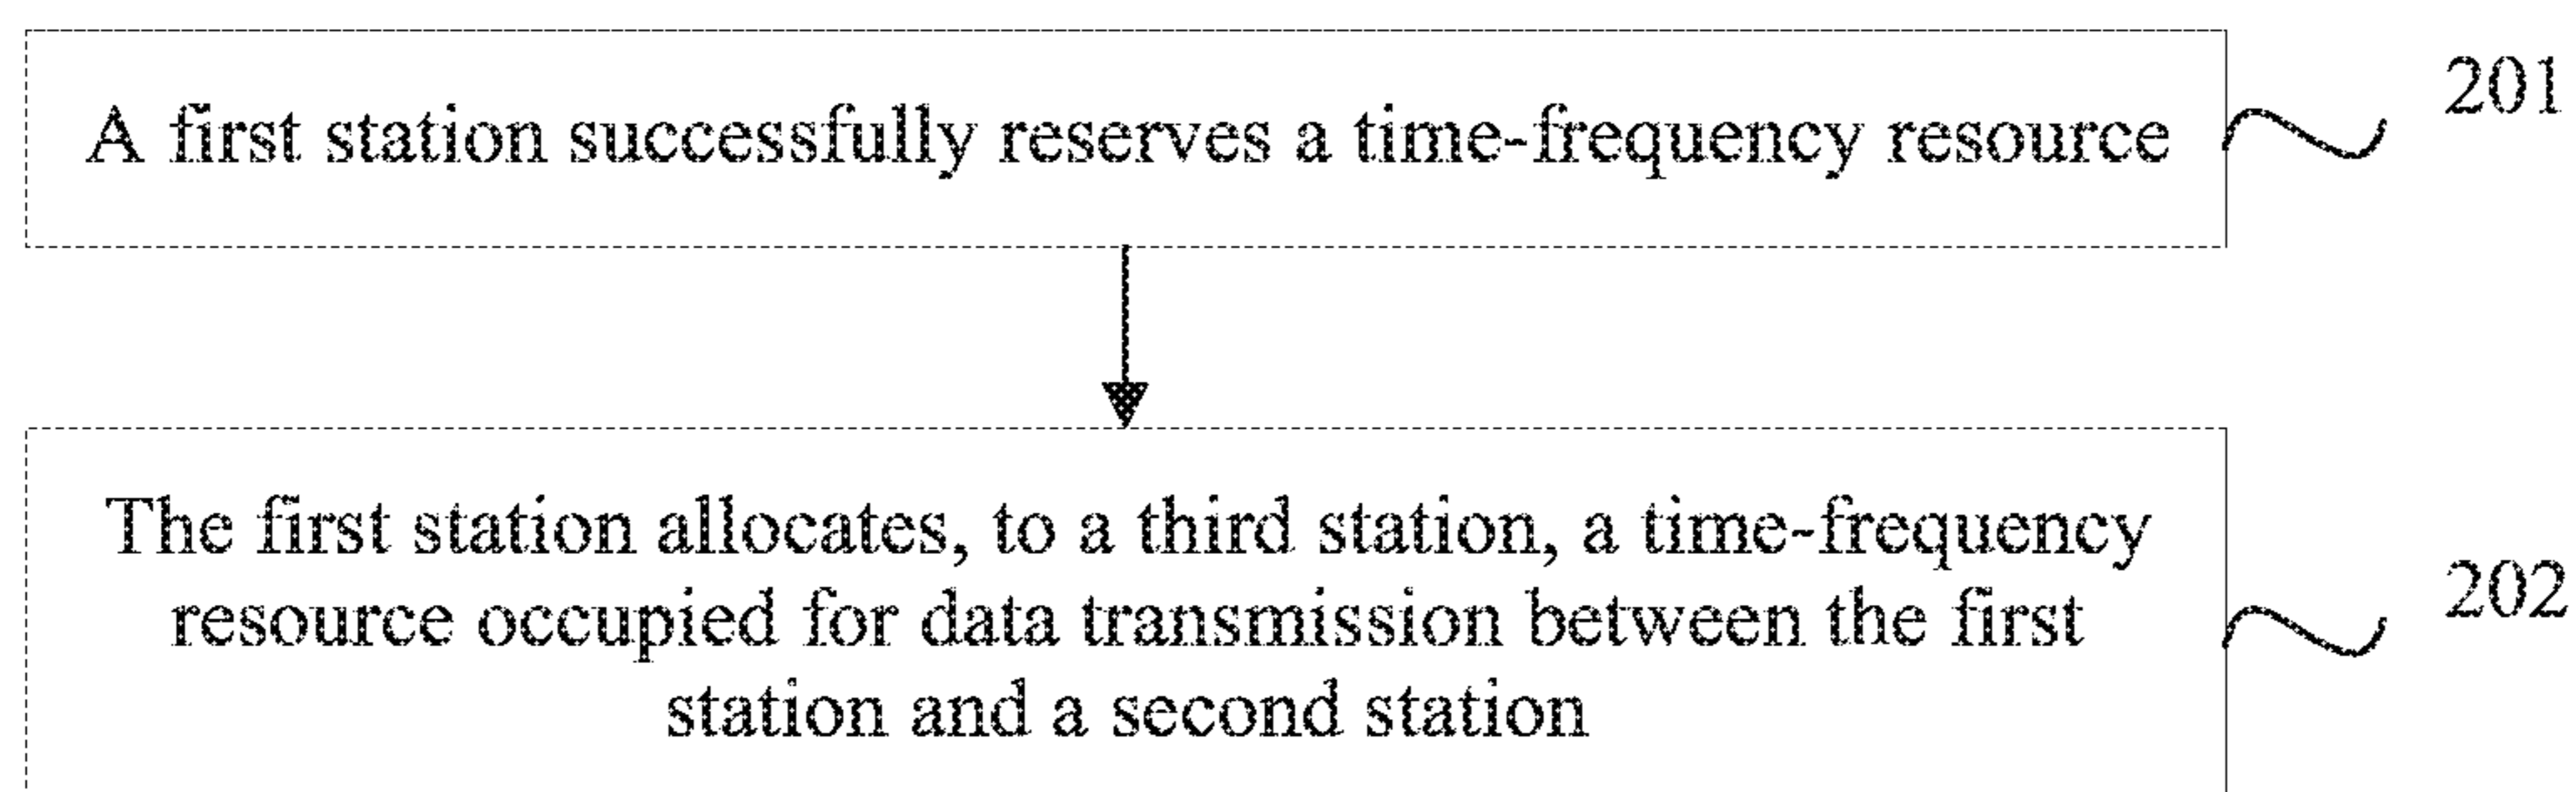 A first station successfully reserves a time-frequency resource
201
The first station allocates, to a third station, a time-frequency
resource occupied for data transmission between the first
station and a second station
202